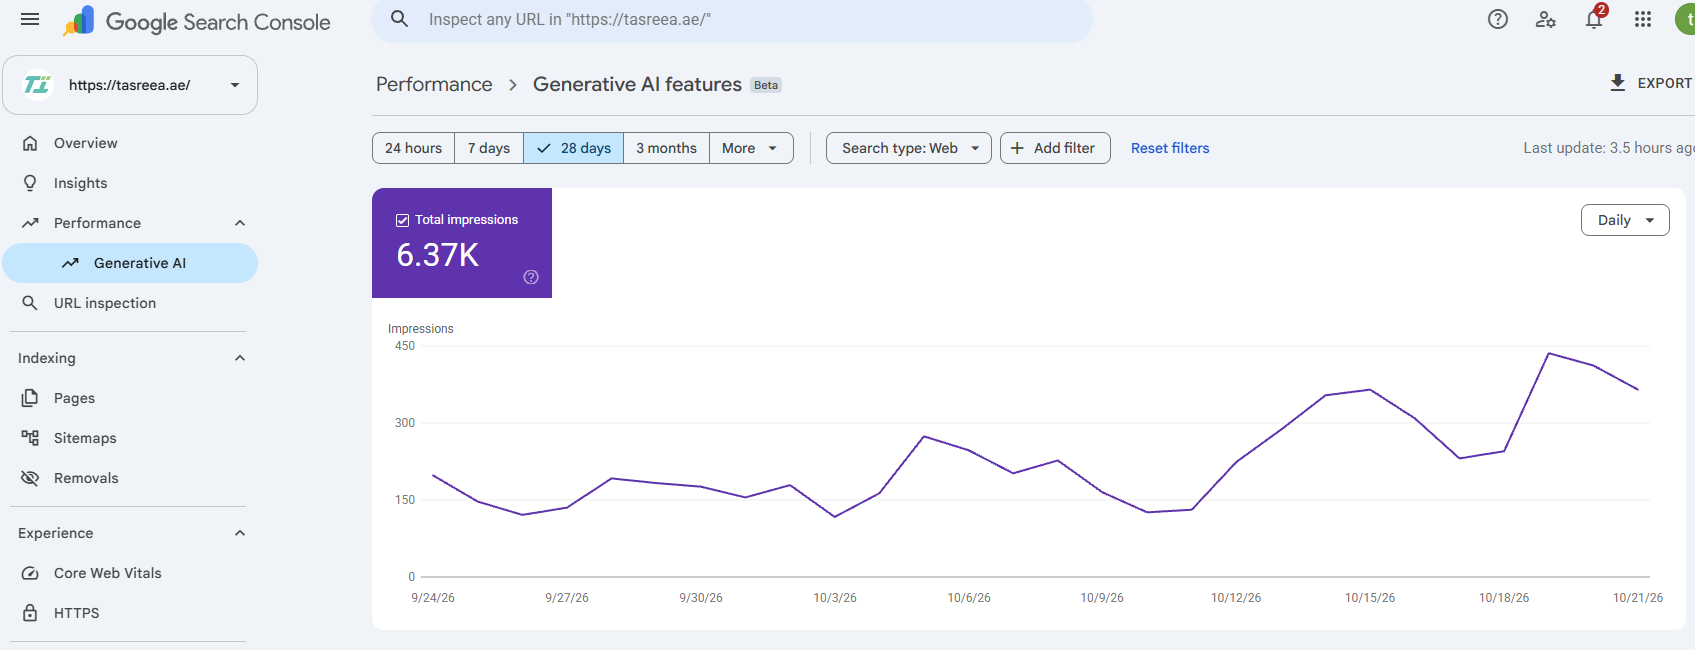 Google Search Console
Inspect any URL in "https://tasreea.ae/"
2
t
https://tasreea.ae/
Overview
Insights
Performance
Generative AI
URL inspection
Indexing
Pages
Sitemaps
Removals
Experience
Core Web Vitals
HTTPS
Performance > Generative AI features Beta
EXPORT
24 hours 7 days 28 days 3 months More
Search type: Web
+ Add filter
Reset filters
Last update: 3.5 hours ago
Total impressions
6.37K
Daily
Impressions
450
300
150
0
9/24/26 9/27/26 9/30/26 10/3/26 10/6/26 10/9/26 10/12/26 10/15/26 10/18/26 10/21/26